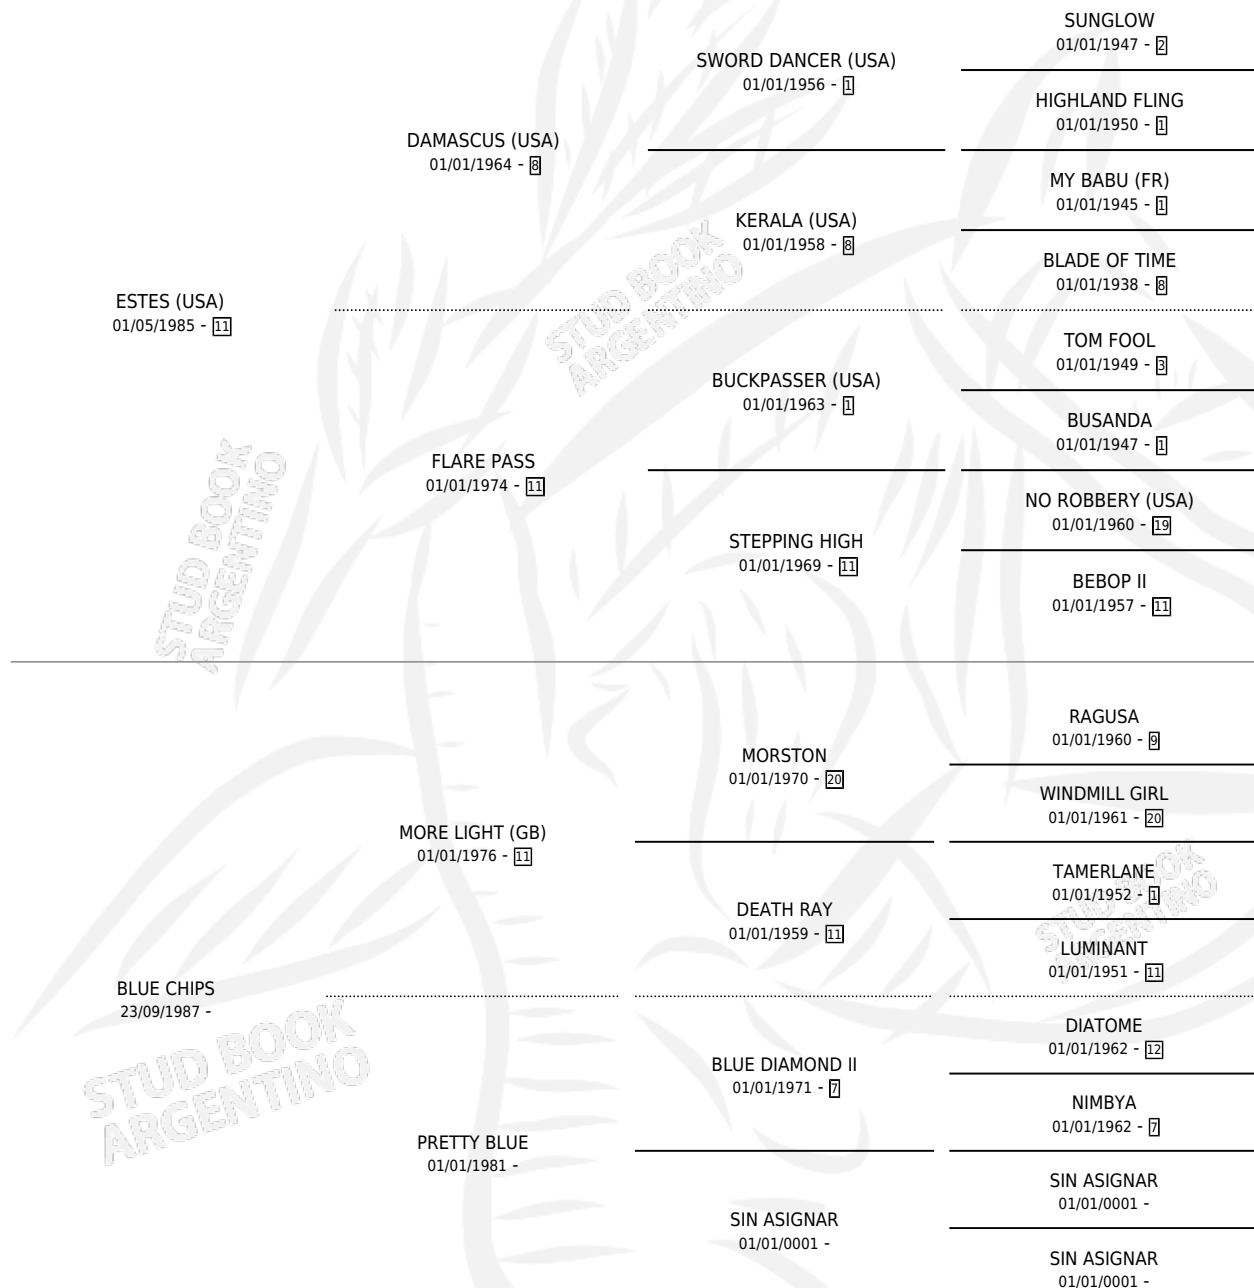 SUNGLOW
01/01/1947 - 2
SWORD DANCER (USA)
01/01/1956 - 1
HIGHLAND FLING
01/01/1950 - 1
DAMASCUS (USA)
01/01/1964 - 8
MY BABU (FR)
01/01/1945 - 1
KERALA (USA)
01/01/1958 - 8
BLADE OF TIME
01/01/1938 - 8
ESTES (USA)
01/05/1985 - 11
TOM FOOL
01/01/1949 - 3
BUCKPASSER (USA)
01/01/1963 - 1
BUSANDA
01/01/1947 - 1
FLARE PASS
01/01/1974 - 11
NO ROBBERY (USA)
01/01/1960 - 19
STEPPING HIGH
01/01/1969 - 11
BEBOP II
01/01/1957 - 11
RAGUSA
01/01/1960 - 9
MORSTON
01/01/1970 - 20
WINDMILL GIRL
01/01/1961 - 20
MORE LIGHT (GB)
01/01/1976 - 11
TAMERLANE
01/01/1952 - 1
DEATH RAY
01/01/1959 - 11
LUMINANT
01/01/1951 - 11
BLUE CHIPS
23/09/1987 -
DIATOME
01/01/1962 - 12
BLUE DIAMOND II
01/01/1971 - 7
NIMBYA
01/01/1962 - 7
PRETTY BLUE
01/01/1981 -
SIN ASIGNAR
01/01/0001 -
SIN ASIGNAR
01/01/0001 -
SIN ASIGNAR
01/01/0001 -
STUD BOOK
ARGENTINO
STUD BOOK
ARGENTINO
STUD BOOK
ARGENTINO
STUD BOOK
ARGENTINO